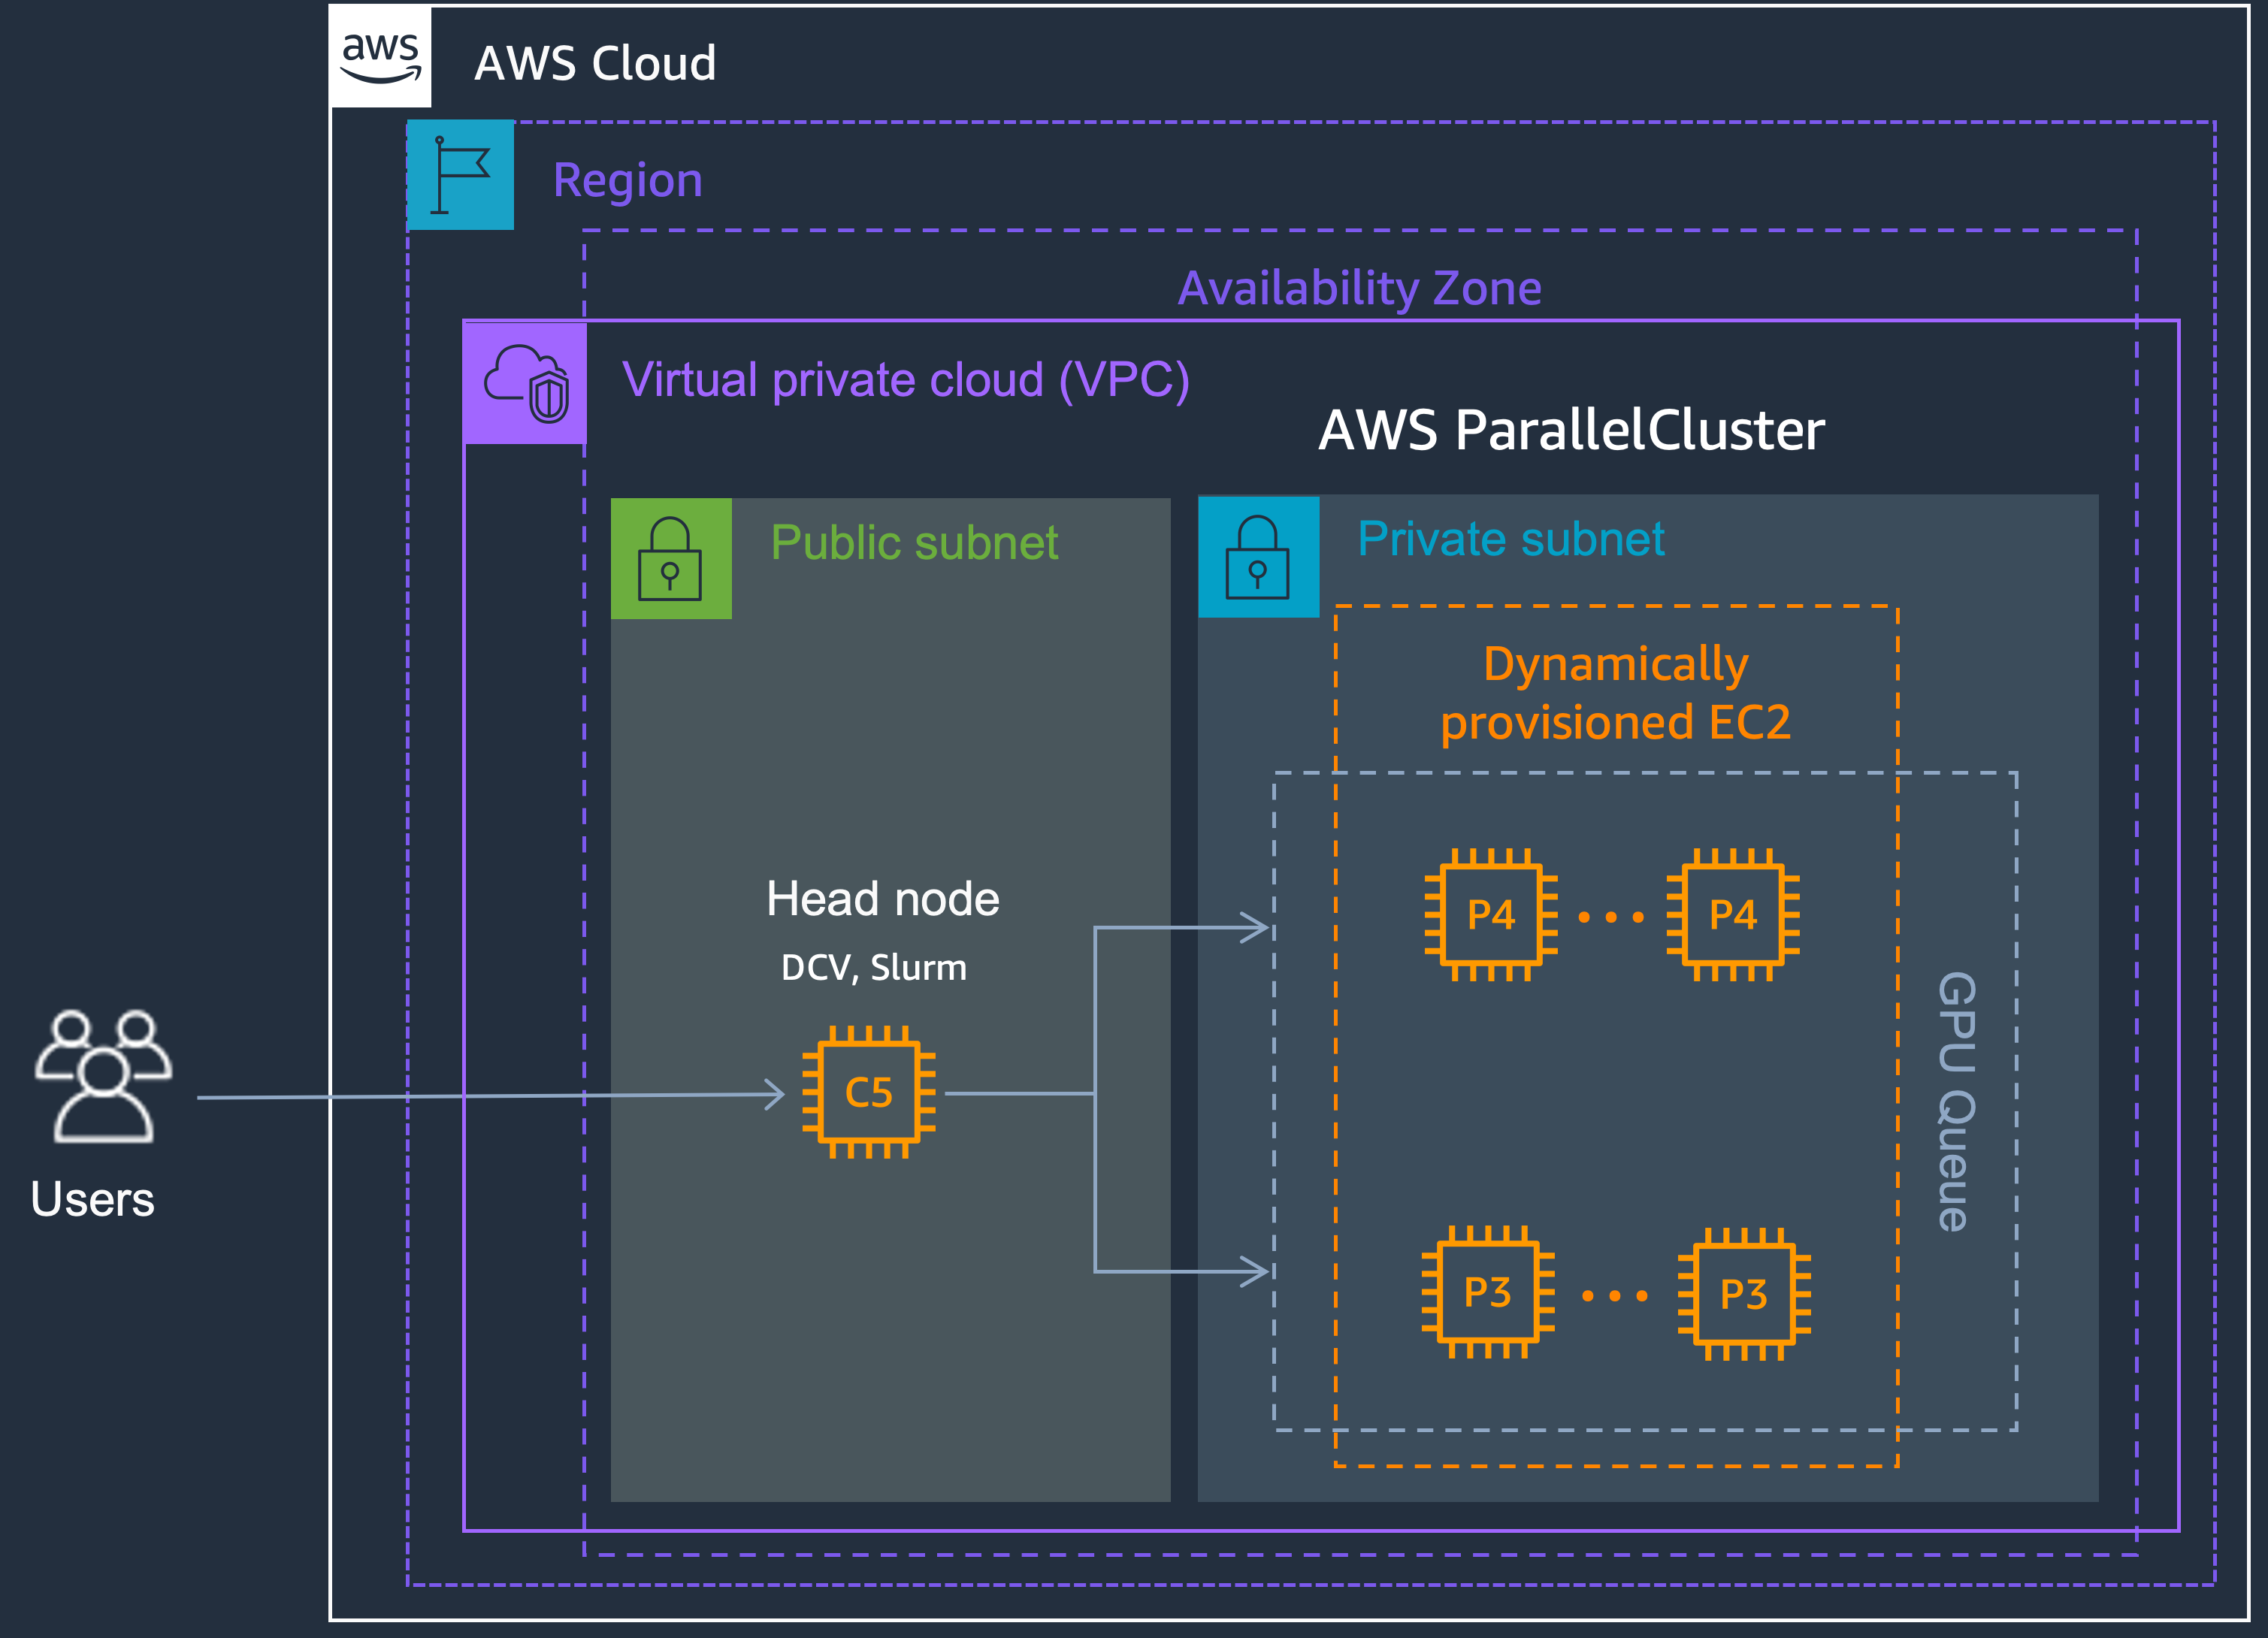 aws
AWS Cloud
Region
Availability Zone
Virtual private cloud (VPC)
AWS ParallelCluster
Public subnet
Private subnet
Dynamically
provisioned EC2
Head node
DCV, Slurm
C5
Users
P4
P4
P3
P3
GPU Queue